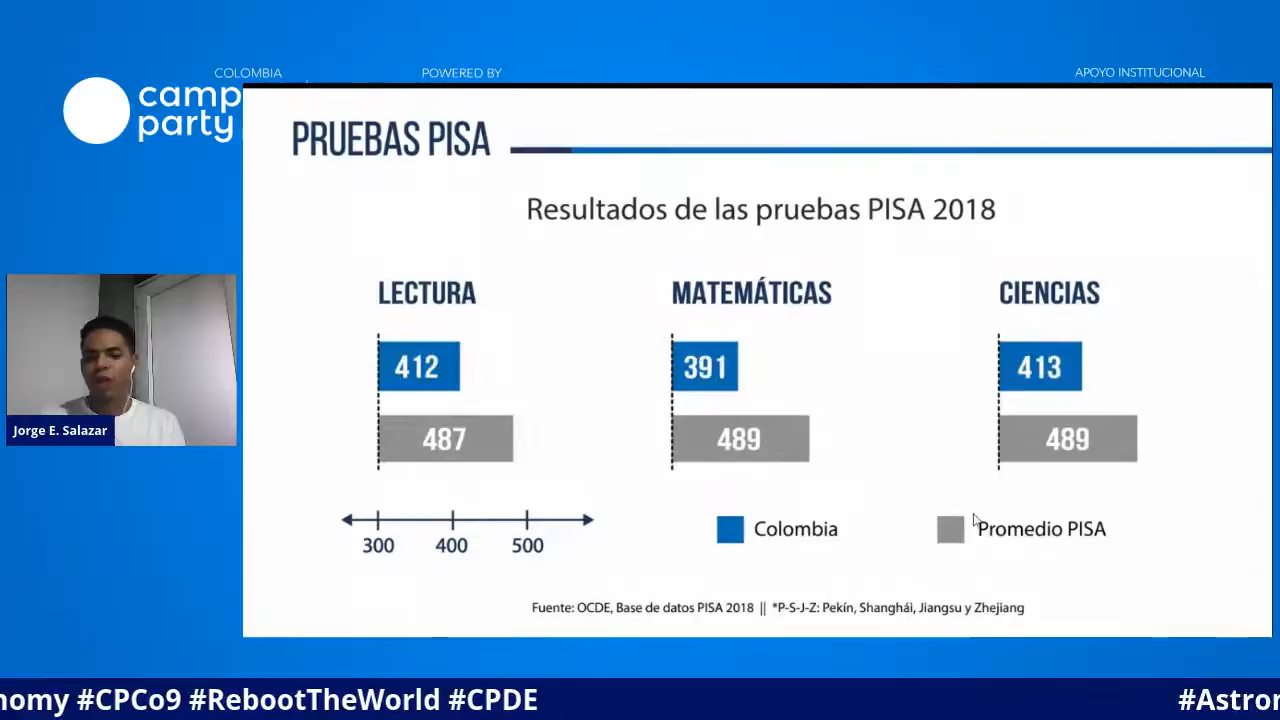 COLOMBIA
POWERED BY
APOYO INSTITUCIONAL
camp
party
PRUEBAS PISA
Resultados de las pruebas PISA 2018
LECTURA
MATEMÁTICAS
CIENCIAS
412
391
413
487
489
489
Jorge E. Salazar
300 400 500
Colombia
Promedio PISA
Fuente: OCDE, Base de datos PISA 2018 || *P-S-J-Z: Pekín, Shanghái, Jiangsu y Zhejiang
nomy #CPCo9 #RebootTheWorld #CPDE
#Astron